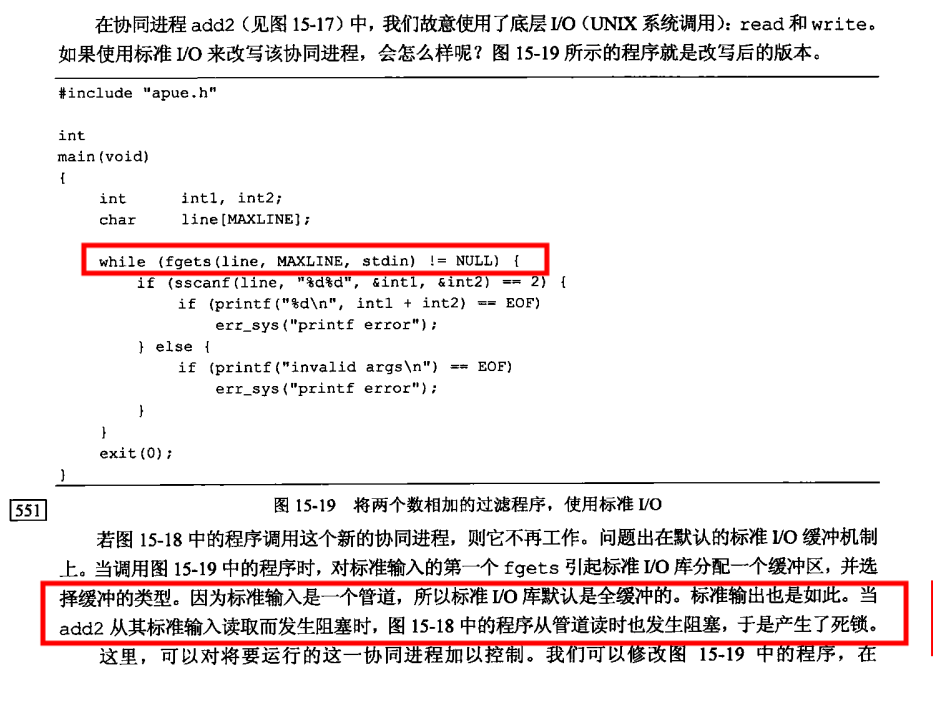 在协同进程 add2（见图 15-17）中，我们故意使用了底层 I/O（UNIX 系统调用）：read 和 write。
如果使用标准 I/O 来改写该协同进程，会怎么样呢？图 15-19 所示的程序就是改写后的版本。
#include "apue.h"
int
main(void)
{
    int     int1, int2;
    char    line[MAXLINE];
    while (fgets(line, MAXLINE, stdin) != NULL) {
        if (sscanf(line, "%d%d", &int1, &int2) == 2) {
            if (printf("%d\n", int1 + int2) == EOF)
                err_sys("printf error");
        } else {
            if (printf("invalid args\n") == EOF)
                err_sys("printf error");
        }
    }
    exit(0);
}
551
图 15-19 将两个数相加的过滤程序，使用标准 I/O
若图 15-18 中的程序调用这个新的协同进程，则它不再工作。问题出在默认的标准 I/O 缓冲机制
上。当调用图 15-19 中的程序时，对标准输入的第一个 fgets 引起标准 I/O 库分配一个缓冲区，并选
择缓冲的类型。因为标准输入是一个管道，所以标准 I/O 库默认是全缓冲的。标准输出也是如此。当
add2 从其标准输入读取而发生阻塞时，图 15-18 中的程序从管道读时也发生阻塞，于是产生了死锁。
这里，可以对将要运行的这一协同进程加以控制。我们可以修改图 15-19 中的程序，在